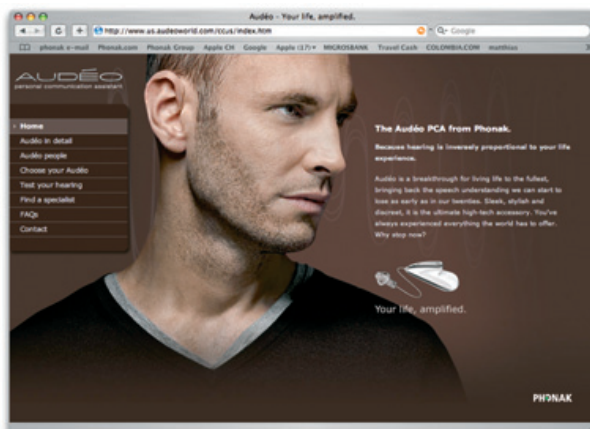 Audéo - Your life, amplified.
http://www.us.audeoworld.com/ccus/index.htm
Google
phonak e-mail Phonak.com Phonak Group Apple CH Google Apple (17) MIGROSBANK Travel Cash COLOMBIA.COM matthias
AUDÉO
personal communication assistant
Home
Audéo in detail
Audéo people
Choose your Audéo
Test your hearing
Find a specialist
FAQs
Contact
The Audéo PCA from Phonak.
Because hearing is inversely proportional to your life
experience.
Audéo is a breakthrough for living life to the fullest,
bringing back the speech understanding we can start to
lose as early as in our twenties. Sleek, stylish and
discreet, it is the ultimate high-tech accessory. You've
always experienced everything the world has to offer.
Why stop now?
Your life, amplified.
PHONAK